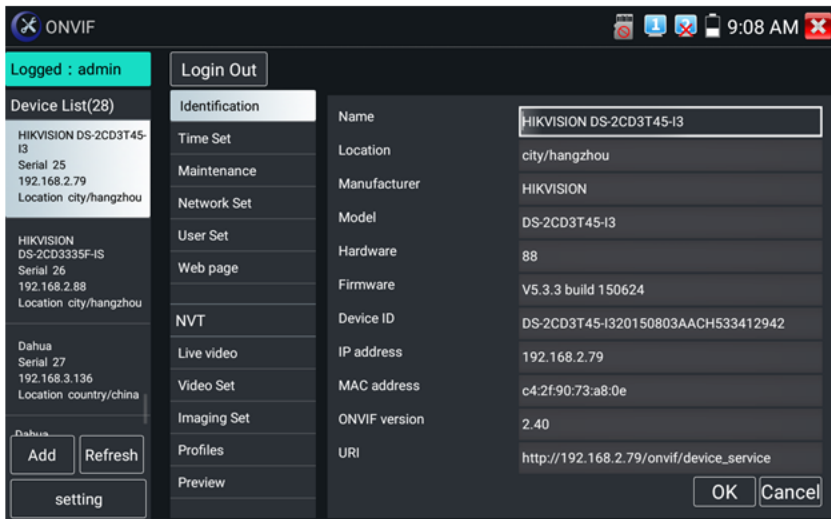 ONVIF
1
9:08 AM
Logged : admin
Login Out
Device List(28)
HIKVISION DS-2CD3T45-
I3
Serial 25
192.168.2.79
Location city/hangzhou
HIKVISION
DS-2CD3335F-IS
Serial 26
192.168.2.88
Location city/hangzhou
Dahua
Serial 27
192.168.3.136
Location country/china
Dahua
Add
Refresh
setting
Identification
Time Set
Maintenance
Network Set
User Set
Web page
NVT
Live video
Video Set
Imaging Set
Profiles
Preview
Name
HIKVISION DS-2CD3T45-I3
Location
city/hangzhou
Manufacturer
HIKVISION
Model
DS-2CD3T45-I3
Hardware
88
Firmware
V5.3.3 build 150624
Device ID
DS-2CD3T45-I320150803AACH533412942
IP address
192.168.2.79
MAC address
c4:2f:90:73:a8:0e
ONVIF version
2.40
URI
http://192.168.2.79/onvif/device_service
OK
Cancel